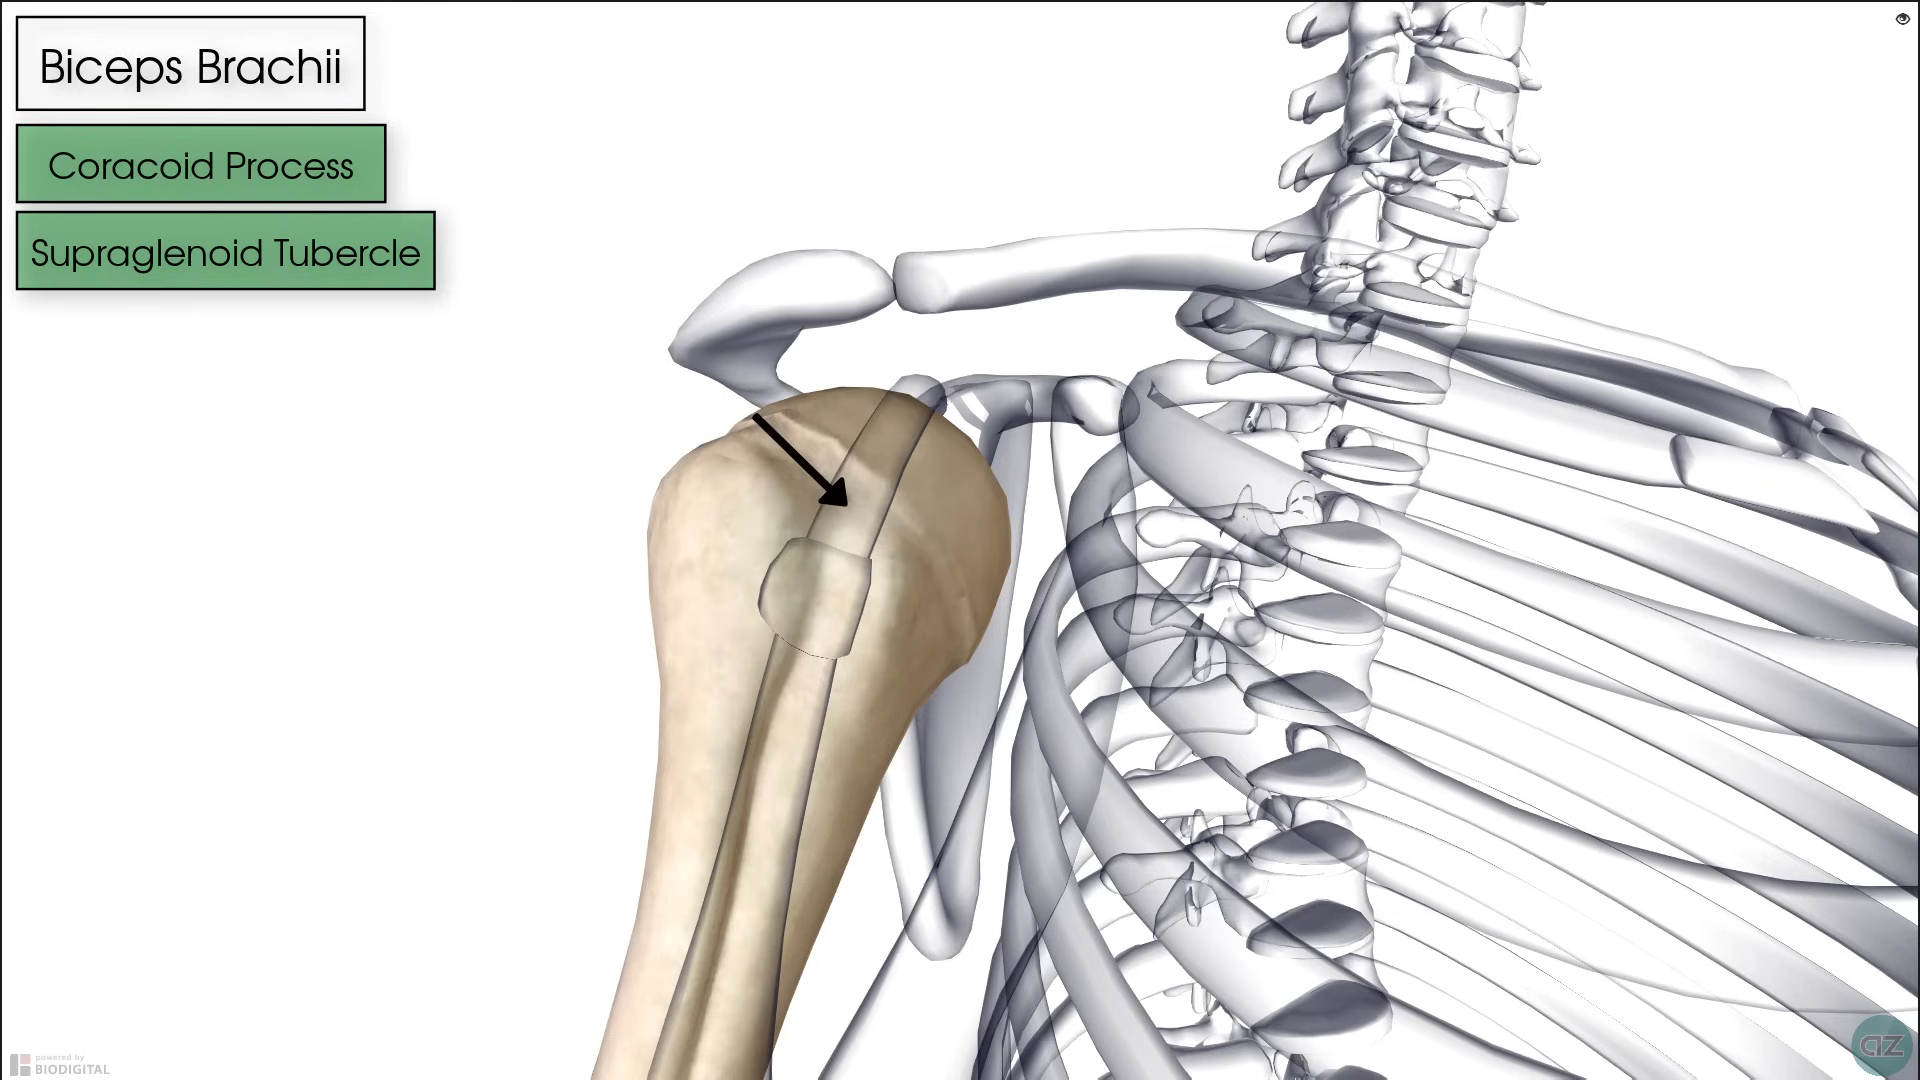 Biceps Brachii
Coracoid Process
Supraglenoid Tubercle
powered by
BIODIGITAL
az